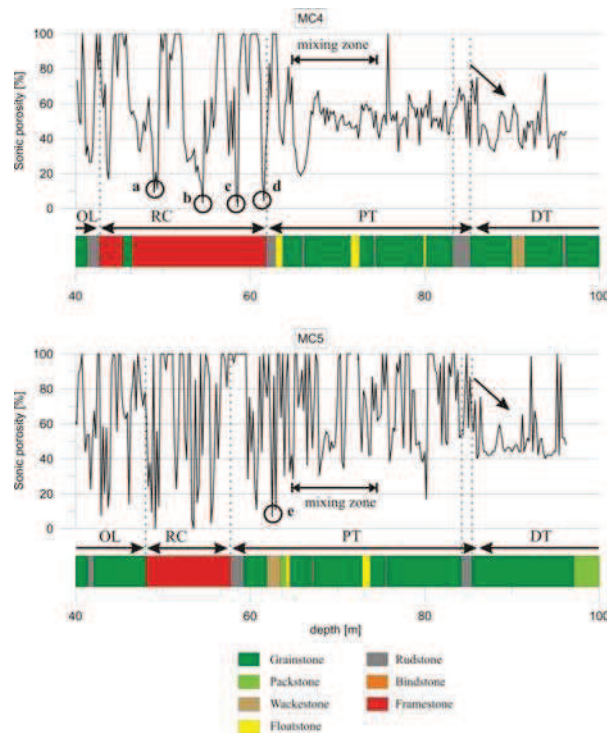 MC4
Sonic porosity [%]
100
80
60
40
20
0
mixing zone
a
b
c
d
OL
RC
PT
DT
40
60
80
100
MC5
Sonic porosity [%]
100
80
60
40
20
0
e
mixing zone
OL
RC
PT
DT
40
60
80
100
depth [m]
Grainstone
Packstone
Wackestone
Floatstone
Rudstone
Bindstone
Framestone